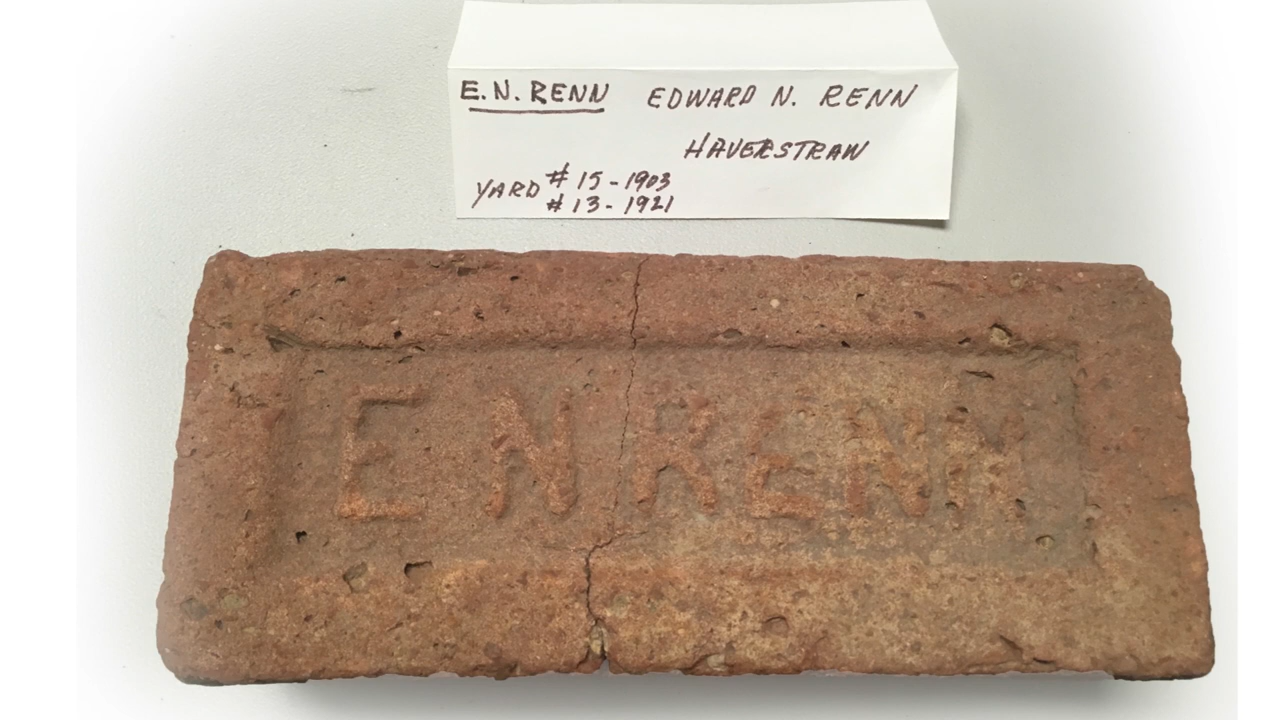 E.N. RENN EDWARD N. RENN
HAVERSTRAW
YARD # 15-1903
# 13-1921
E N RENN